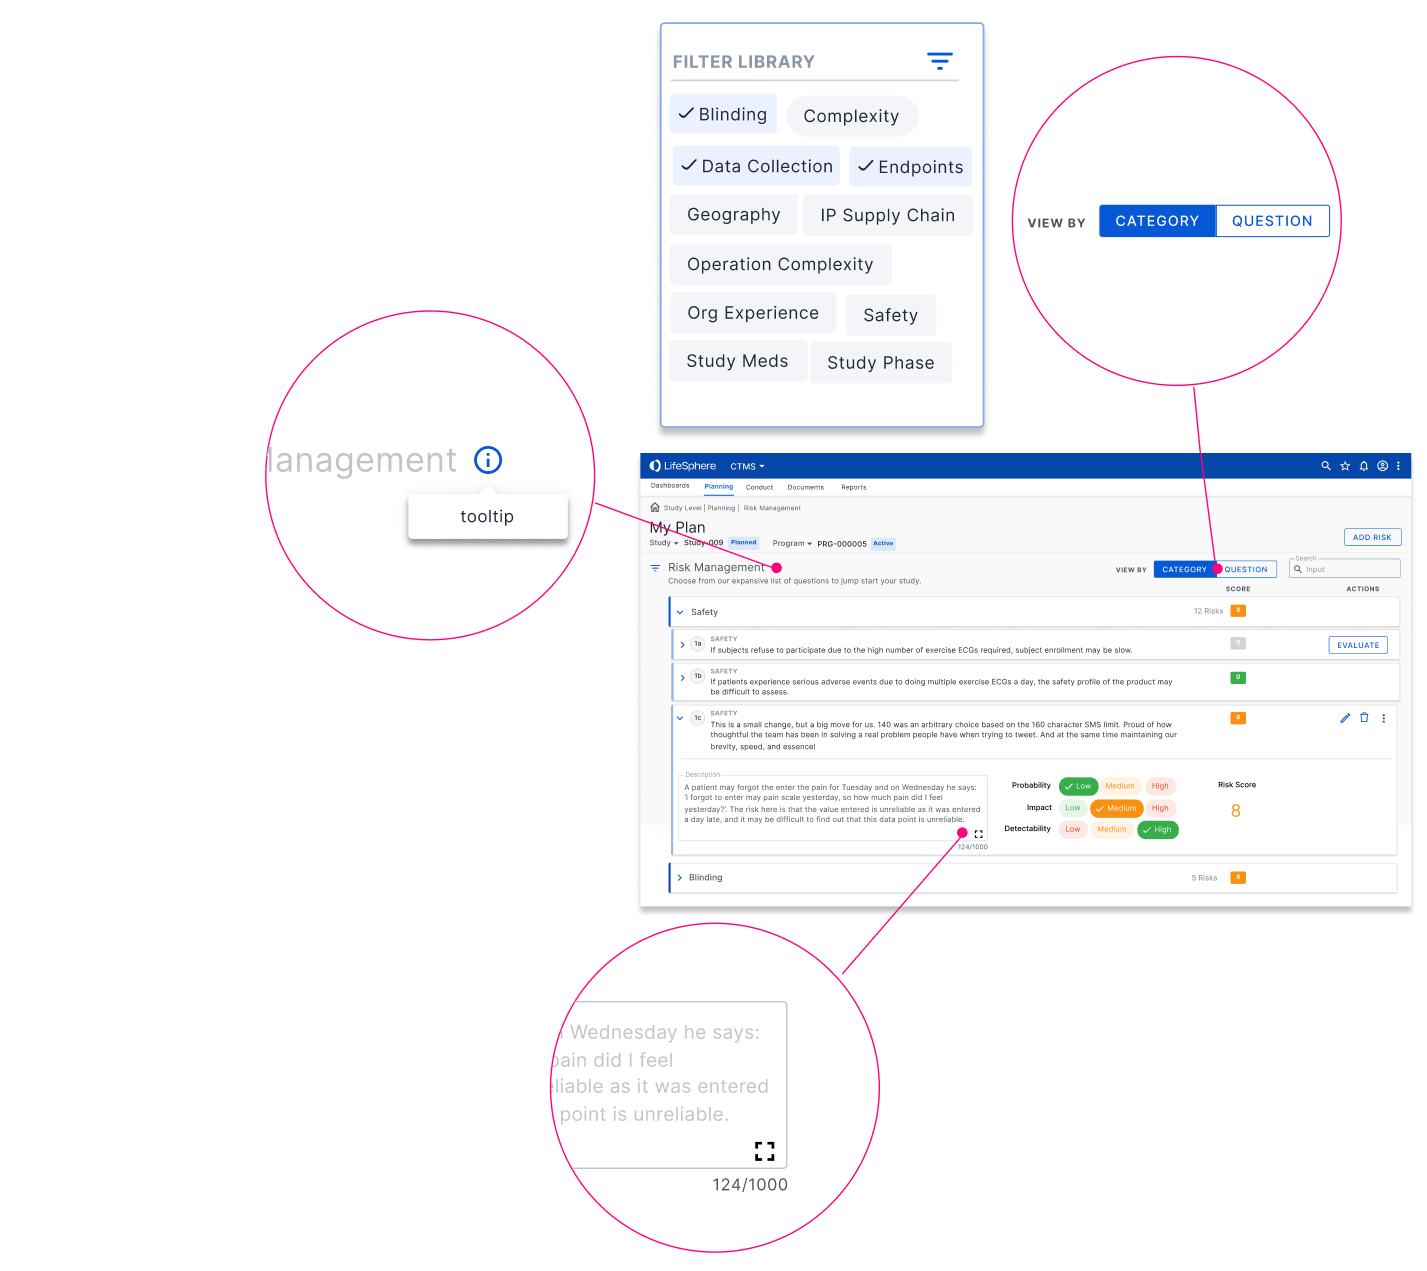 FILTER LIBRARY
Blinding
Complexity
Data Collection
Endpoints
Geography
IP Supply Chain
Operation Complexity
Org Experience
Safety
Study Meds
Study Phase
VIEW BY
CATEGORY
QUESTION
anagement
tooltip
LifeSphere
CTMS
Dashboards
Planning
Conduct
Documents
Reports
Study Level | Planning | Risk Management
My Plan
Study
Study-009
Planned
Program
PRG-000005
Active
ADD RISK
Risk Management
Choose from our expansive list of questions to jump start your study.
VIEW BY
CATEGORY
QUESTION
Search
Input
SCORE
ACTIONS
Safety
12 Risks
8
1a
SAFETY
If subjects refuse to participate due to the high number of exercise ECGs required, subject enrollment may be slow.
0
EVALUATE
1b
SAFETY
If patients experience serious adverse events due to doing multiple exercise ECGs a day, the safety profile of the product may
be difficult to assess.
0
1c
SAFETY
This is a small change, but a big move for us. 140 was an arbitrary choice based on the 160 character SMS limit. Proud of how
thoughtful the team has been in solving a real problem people have when trying to tweet. And at the same time maintaining our
brevity, speed, and essence!
8
Description
A patient may forgot the enter the pain for Tuesday and on Wednesday he says:
'I forgot to enter may pain scale yesterday, so how much pain did I feel
yesterday?'. The risk here is that the value entered is unreliable as it was entered
a day late, and it may be difficult to find out that this data point is unreliable.
124/1000
Probability
Low
Medium
High
Impact
Low
Medium
High
Detectability
Low
Medium
High
Risk Score
8
Blinding
5 Risks
8
Wednesday he says:
pain did I feel
eliable as it was entered
point is unreliable.
124/1000